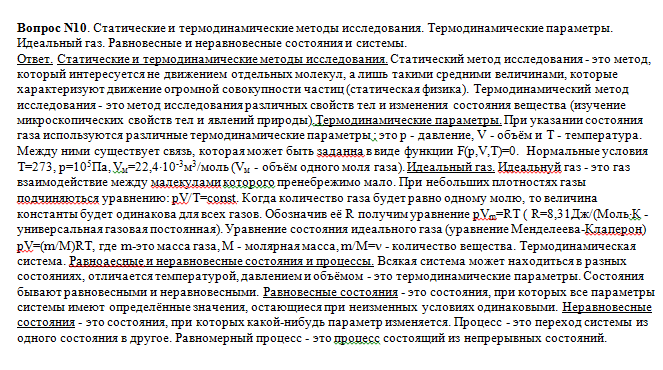 Вопрос N10. Статические и термодинамические методы исследования. Термодинамические параметры.
Идеальный газ. Равновесные и неравновесные состояния и системы.
Ответ. Статические и термодинамические методы исследования. Статический метод исследования - это метод,
который интересуется не движением отдельных молекул, а лишь такими средними величинами, которые
характеризуют движение огромной совокупности частиц (статическая физика). Термодинамический метод
исследования - это метод исследования различных свойств тел и изменения состояния вещества (изучение
микроскопических свойств тел и явлений природы). Термодинамические параметры. При указании состояния
газа используются различные термодинамические параметры ; это p - давление, V - объём и T - температура.
Между ними существует связь, которая может быть заданна в виде функции F(p,V,T)=0. Нормальные условия
T=273, p=10⁵Па, Vм=22,4·10⁻³м³/моль (Vм - объём одного моля газа). Идеальный газ. Идеальнуй газ - это газ
взаимодействие между малекулами которого пренебрежимо мало. При небольших плотностях газы
подчиняються уравнению: pV/T=const. Когда количество газа будет равно одному молю, то величина
константы будет одинакова для всех газов. Обозначив её R получим уравнение pVm=RT ( R=8,31Дж/(Моль·К -
универсальная газовая постоянная). Уравнение состояния идеального газа (уравнение Менделеева-Клаперон)
pV=(m/M)RT, где m-это масса газа, M - молярная масса, m/M=ν - количество вещества. Термодинамическая
система. Равноаесные и неравновесные состояния и процессы. Всякая система может находиться в разных
состояниях, отличается температурой, давлением и объёмом - это термодинамические параметры. Состояния
бывают равновесными и неравновесными. Равновесные состояния - это состояния, при которых все параметры
системы имеют определённые значения, остающиеся при неизменных условиях одинаковыми. Неравновесные
состояния - это состояния, при которых какой-нибудь параметр изменяется. Процесс - это переход системы из
одного состояния в другое. Равномерный процесс - это процесс состоящий из непрерывных состояний.